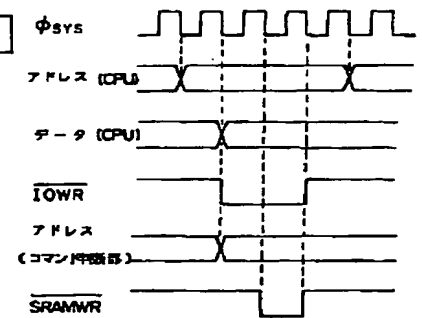 φSYS
アドレス (CPU)
データ (CPU)
IOWR
アドレス
(コマンド中断部)
SRAMWR